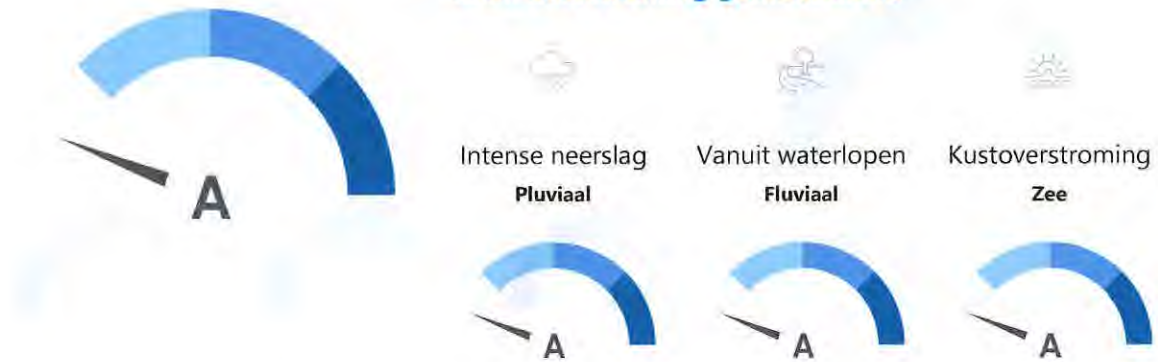 Intense neerslag
Pluviaal
Vanuit waterlopen
Fluviaal
Kustoverstroming
Zee
A
A
A
A